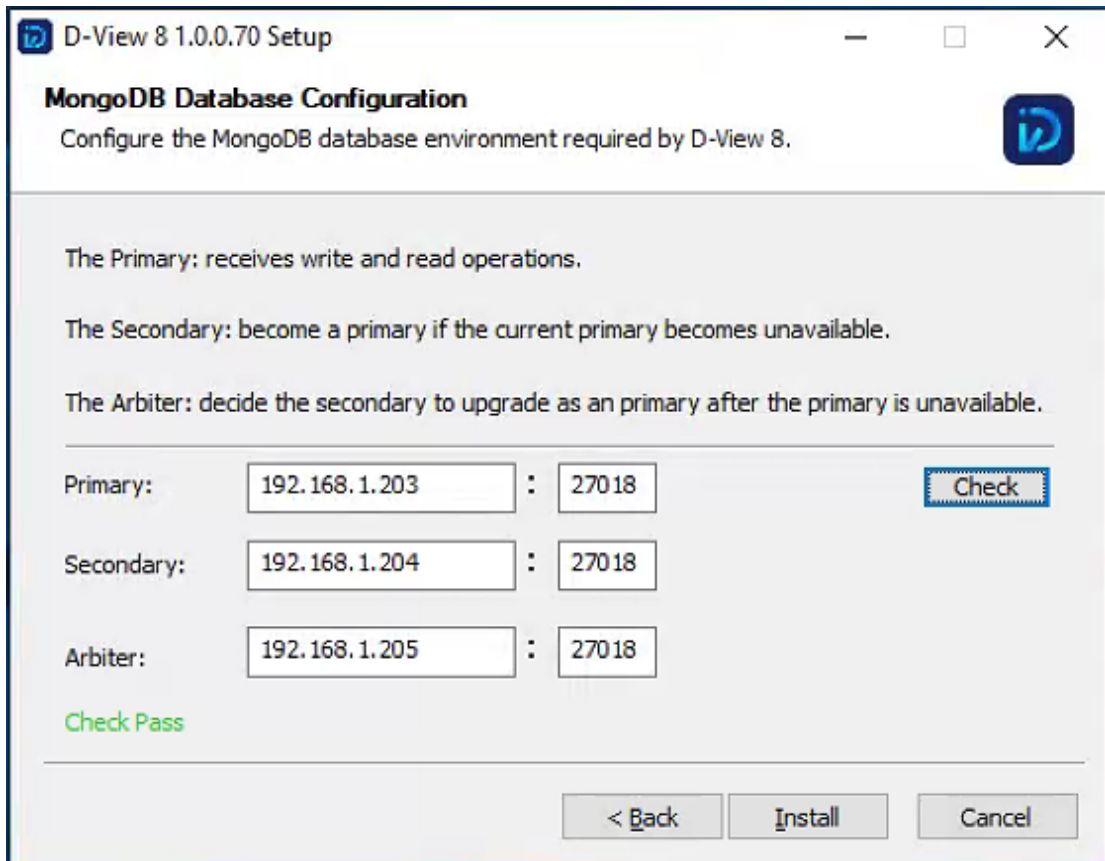 D-View 8 1.0.0.70 Setup
MongoDB Database Configuration
Configure the MongoDB database environment required by D-View 8.
The Primary: receives write and read operations.
The Secondary: become a primary if the current primary becomes unavailable.
The Arbiter: decide the secondary to upgrade as an primary after the primary is unavailable.
Primary: 192.168.1.203 : 27018 Check
Secondary: 192.168.1.204 : 27018
Arbiter: 192.168.1.205 : 27018
Check Pass
< Back Install Cancel